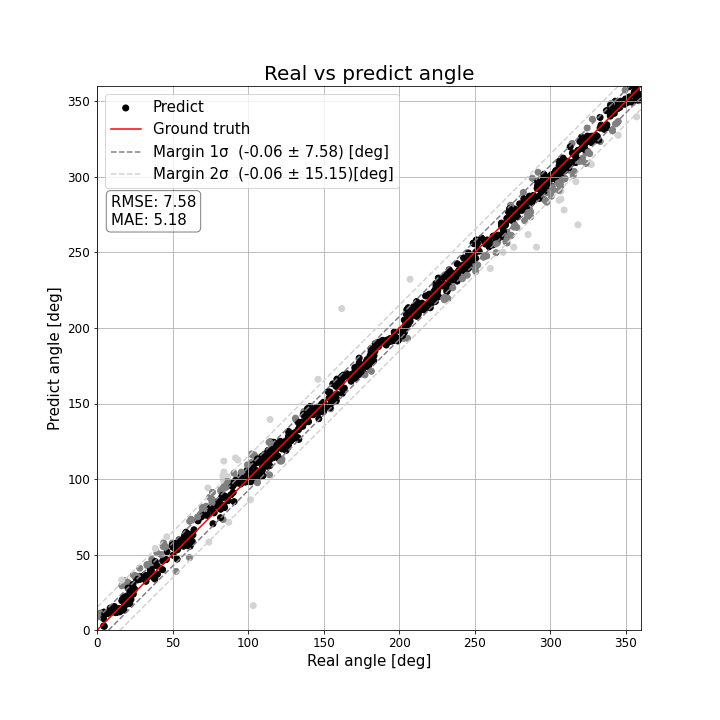 Real vs predict angle
Predict
Ground truth
Margin 1σ (-0.06 ± 7.58) [deg]
Margin 2σ (-0.06 ± 15.15)[deg]
RMSE: 7.58
MAE: 5.18
Predict angle [deg]
350
300
250
200
150
100
50
0
0 50 100 150 200 250 300 350
Real angle [deg]